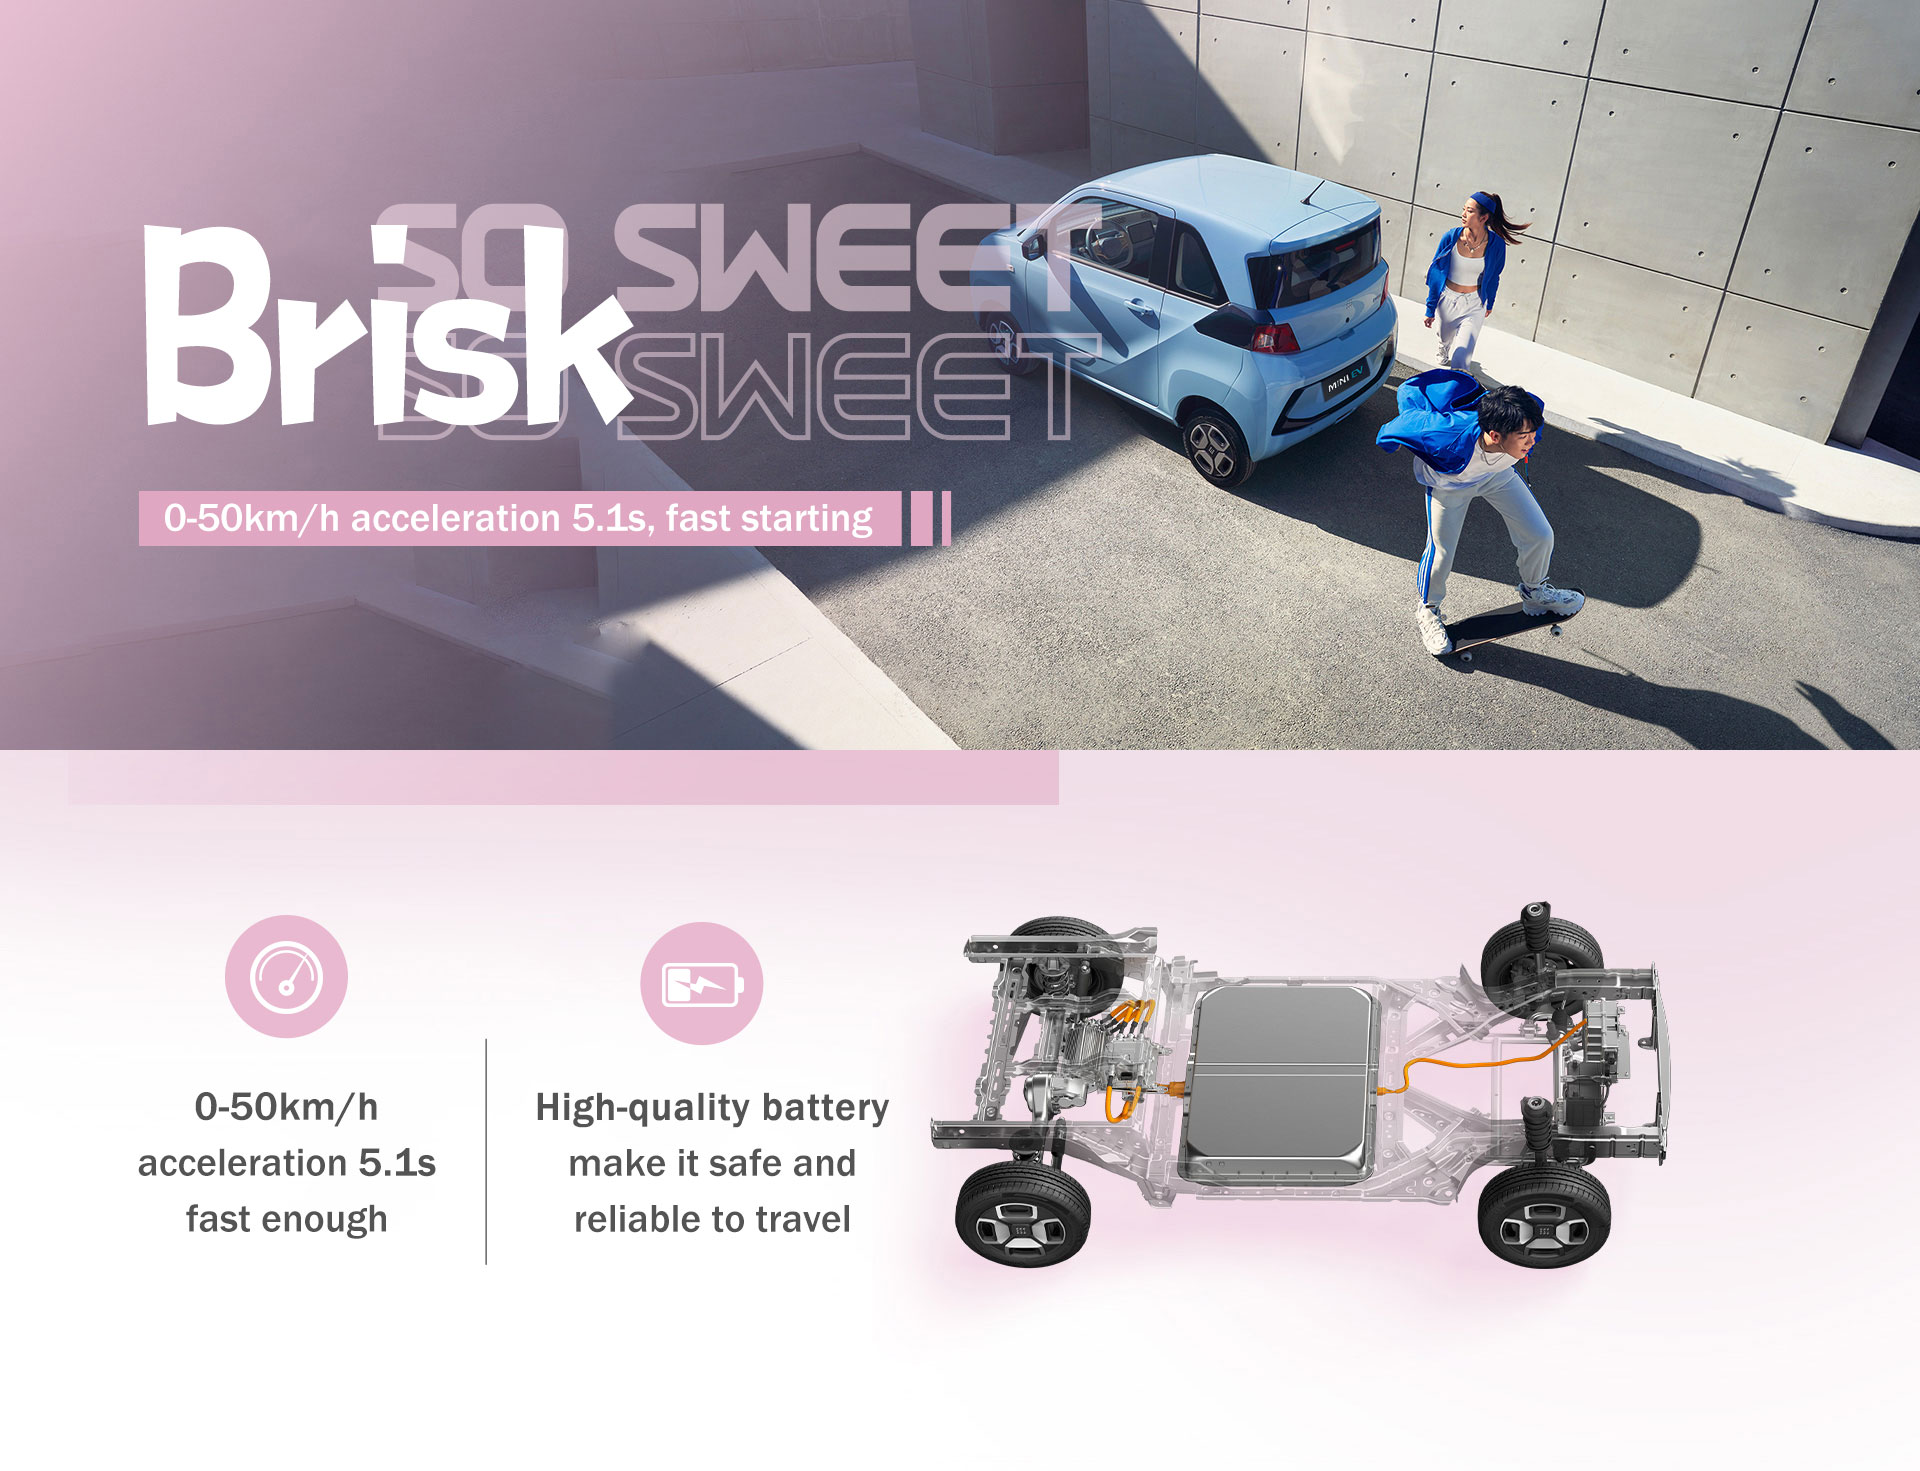 SO SWEET
Brisk
SO SWEET
0-50km/h acceleration 5.1s, fast starting
MINI EV
0-50km/h
acceleration 5.1s
fast enough
High-quality battery
make it safe and
reliable to travel